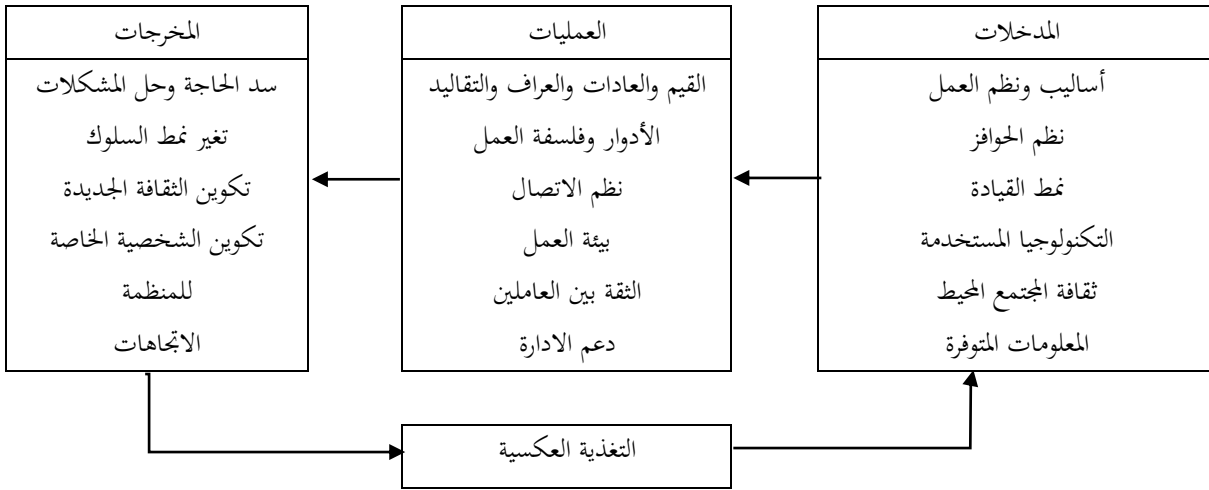 المدخلات
أساليب ونظم العمل
نظم الحوافز
نمط القيادة
التكنولوجيا المستخدمة
ثقافة المجتمع المحيط
المعلومات المتوفرة
العمليات
القيم والعادات والعراف والتقاليد
الأدوار وفلسفة العمل
نظم الاتصال
بيئة العمل
الثقة بين العاملين
دعم الادارة
المخرجات
سد الحاجة وحل المشكلات
تغير نمط السلوك
تكوين الثقافة الجديدة
تكوين الشخصية الخاصة
للمنظمة
الاتجاهات
التغذية العكسية